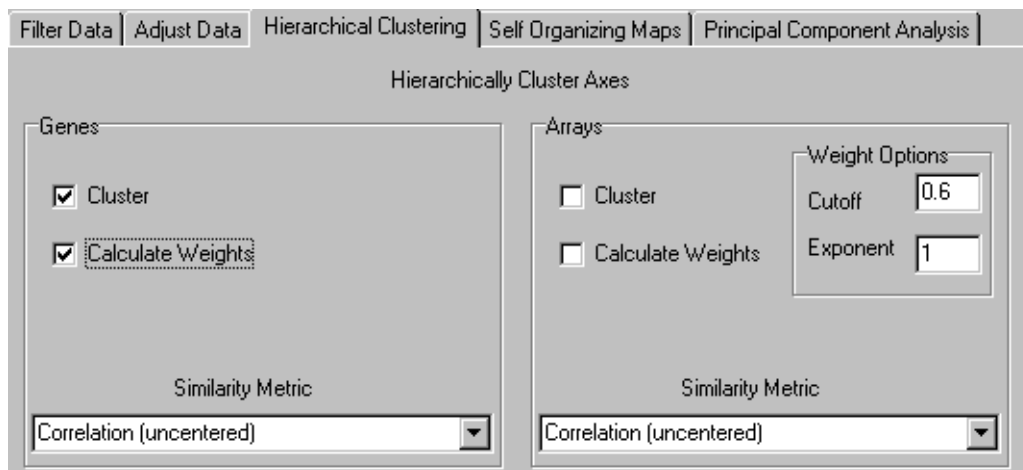 Filter Data Adjust Data Hierarchical Clustering Self Organizing Maps Principal Component Analysis
Hierarchically Cluster Axes
Genes
Cluster
Calculate Weights
Similarity Metric
Correlation (uncentered)
Arrays
Cluster
Calculate Weights
Weight Options
Cutoff 0.6
Exponent 1
Similarity Metric
Correlation (uncentered)